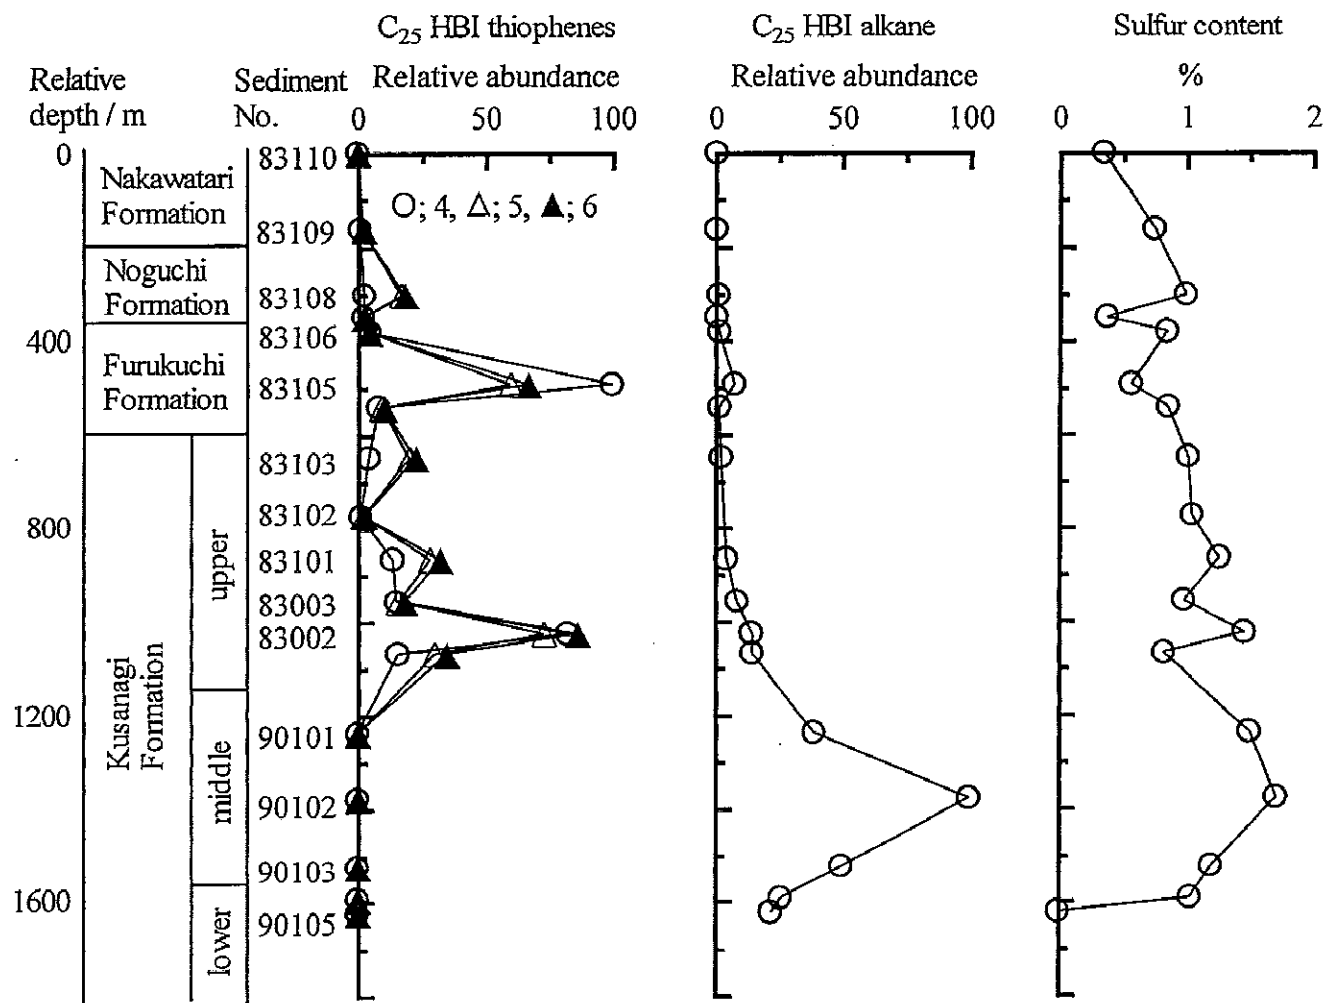 C25 HBI thiophenes
C25 HBI alkane
Sulfur content
Relative
depth / m
Sediment
No.
Relative abundance
Relative abundance
%
0 50 100
0 50 100
0 1 2
0
400
800
1200
1600
Nakawatari
Formation
Noguchi
Formation
Furukuchi
Formation
Kusanagi
Formation
upper
middle
lower
83110
83109
83108
83106
83105
83103
83102
83101
83003
83002
90101
90102
90103
90105
○; 4, △; 5, ▲; 6